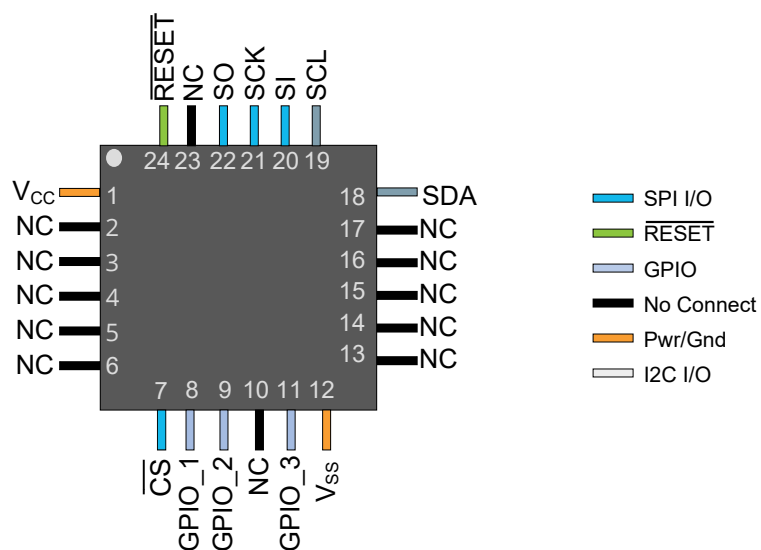 RESET NC SO SCK SI SCL
24 23 22 21 20 19
VCC 1 18 SDA
NC 2 17 NC
NC 3 16 NC
NC 4 15 NC
NC 5 14 NC
NC 6 13 NC
7 8 9 10 11 12
CS GPIO_1 GPIO_2 NC GPIO_3 VSS
SPI I/O
RESET
GPIO
No Connect
Pwr/Gnd
I2C I/O